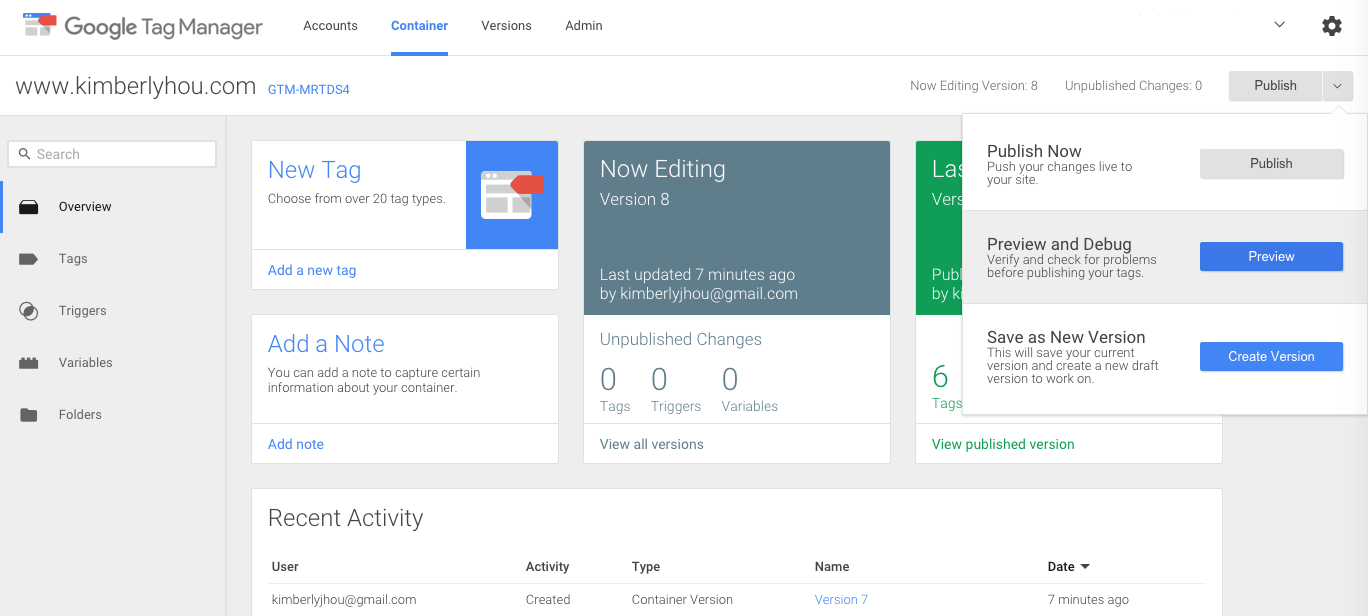 Google Tag Manager
Accounts
Container
Versions
Admin
www.kimberlyhou.com
GTM-MRTDS4
Now Editing Version: 8
Unpublished Changes: 0
Publish
Search
Overview
Tags
Triggers
Variables
Folders
New Tag
Choose from over 20 tag types.
Add a new tag
Add a Note
You can add a note to capture certain
information about your container.
Add note
Now Editing
Version 8
Last updated 7 minutes ago
by kimberlyjhou@gmail.com
Unpublished Changes
0 0 0
Tags Triggers Variables
View all versions
6
Tags
View published version
Publish Now
Push your changes live to
your site.
Publish
Preview and Debug
Verify and check for problems
before publishing your tags.
Preview
Save as New Version
This will save your current
version and create a new draft
version to work on.
Create Version
Recent Activity
User Activity Type Name Date
kimberlyjhou@gmail.com Created Container Version Version 7 7 minutes ago